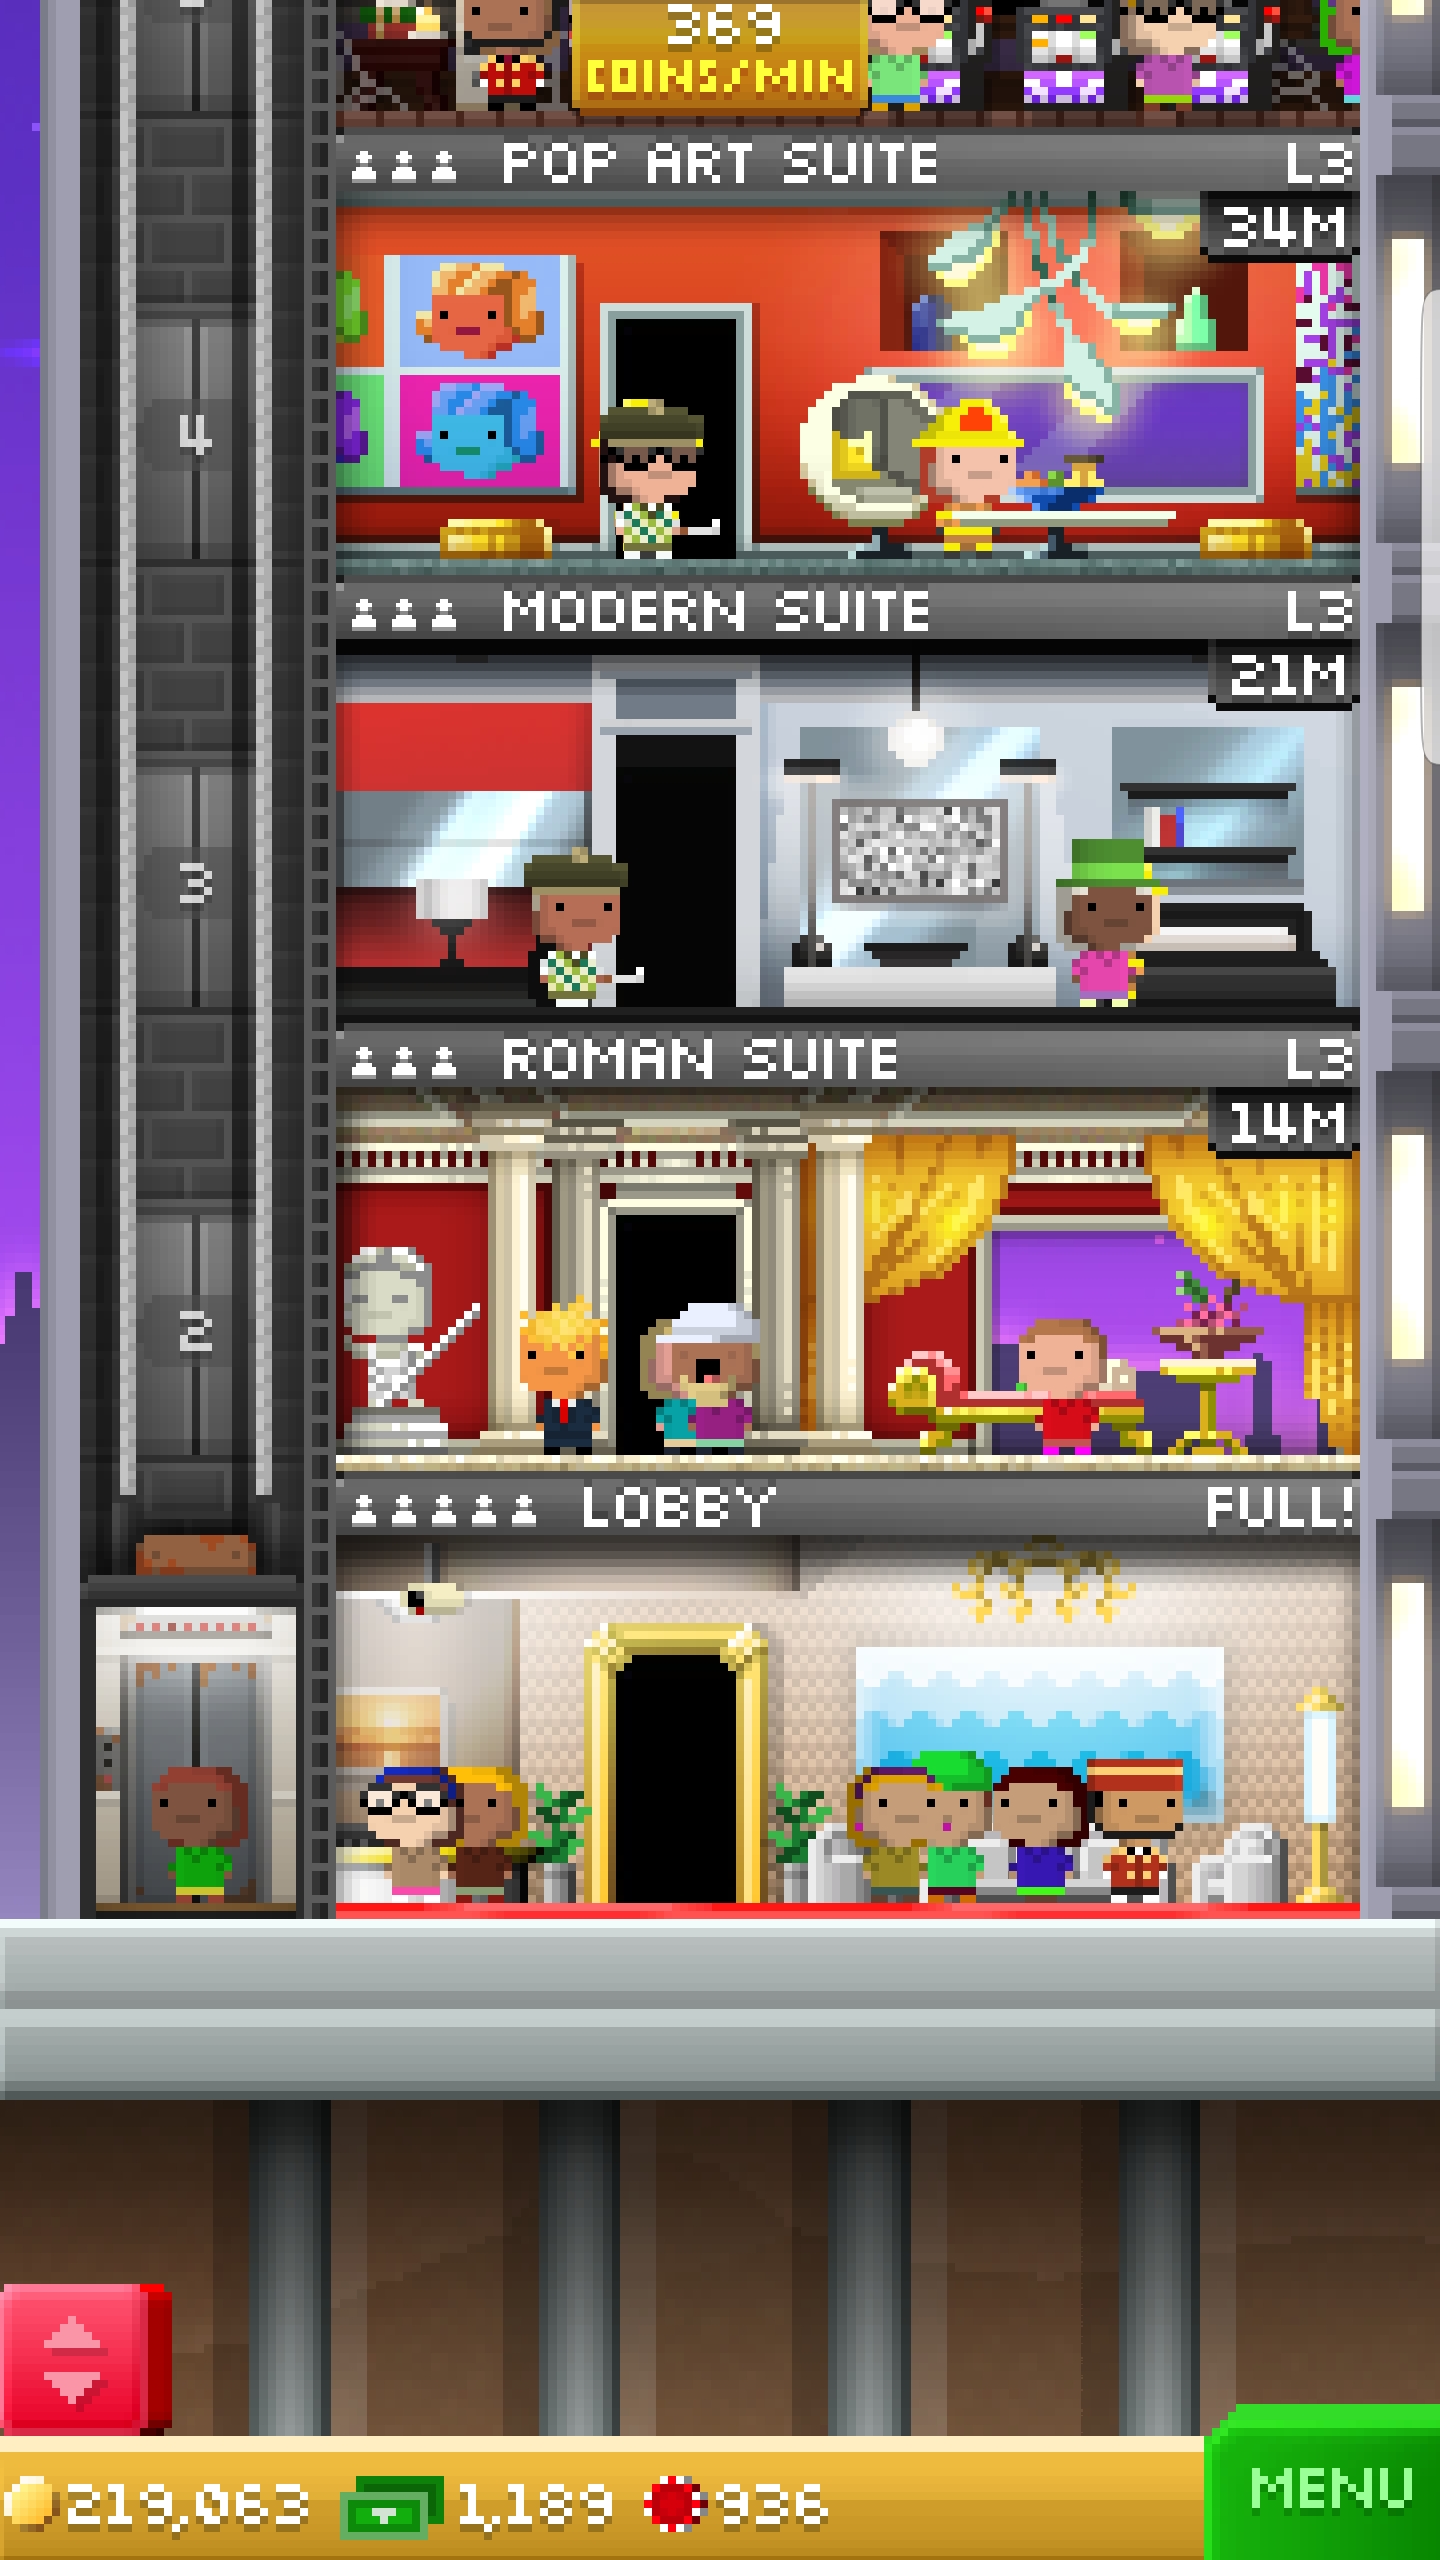 369
COINS/MIN
POP ART SUITE L3
34M
4
MODERN SUITE L3
21M
3
ROMAN SUITE L3
14M
2
LOBBY FULL!
219,063 1,189 936 MENU